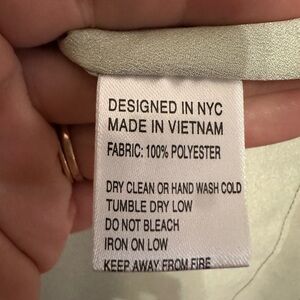 DESIGNED IN NYC
MADE IN VIETNAM
FABRIC: 100% POLYESTER
DRY CLEAN OR HAND WASH COLD
TUMBLE DRY LOW
DO NOT BLEACH
IRON ON LOW
KEEP AWAY FROM FIRE